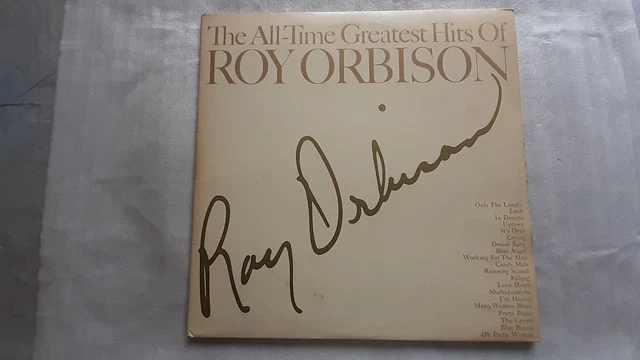 The All-Time Greatest Hits Of
ROY ORBISON
Roy Orbison
Only The Lonely
Leah
In Dreams
Uptown
It's Over
Crying
Dream Baby
Blue Angel
Working For The Man
Candy Man
Running Scared
Falling
Love Hurts
Shahdaroba
I'm Hurtin'
Mean Woman Blues
Pretty Paper
The Crowd
Blue Bayou
Oh Pretty Woman